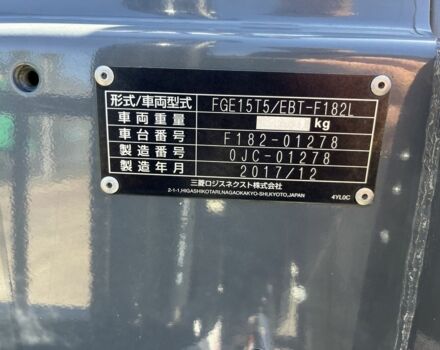 形式/車両型式 FGE15T5/EBT-F182L
車両重量 kg
車台番号 F182-01278
製造番号 0JC-01278
製造年月 2017/12
三菱ロジスネクスト株式会社
2-1-1,HIGASHIKOTARI,NAGAOKAKYO-SHI,KYOTO,JAPAN
4YL0C